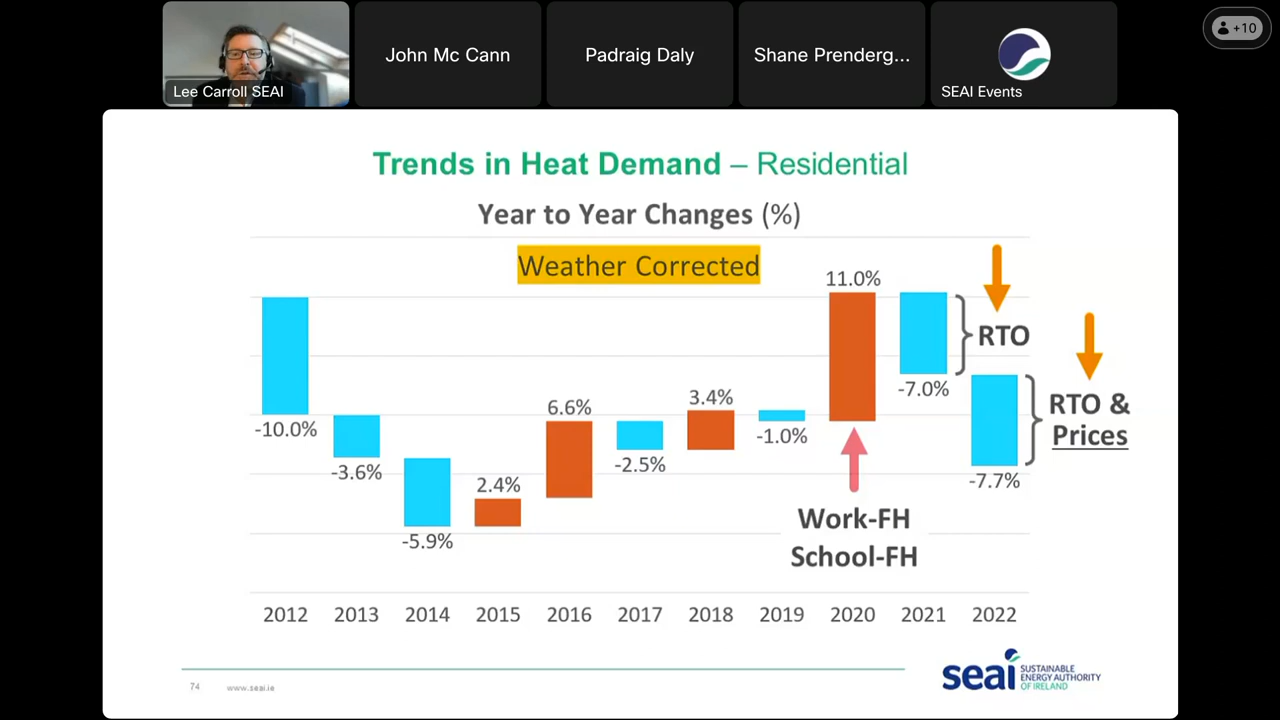 +10
John Mc Cann
Padraig Daly
Shane Prenderg...
Lee Carroll SEAI
SEAI Events
Trends in Heat Demand – Residential
Year to Year Changes (%)
Weather Corrected
11.0%
RTO
-7.0%
3.4%
6.6%
RTO &
Prices
-10.0%
-1.0%
-2.5%
-3.6%
-7.7%
2.4%
-5.9%
Work-FH
School-FH
2012 2013 2014 2015 2016 2017 2018 2019 2020 2021 2022
74 www.seai.ie
seai SUSTAINABLE
ENERGY AUTHORITY
OF IRELAND